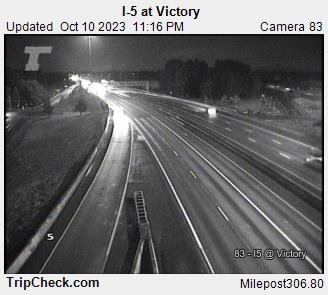 I-5 at Victory
Updated Oct 10 2023 11:16 PM Camera 83
T
S
83 - I5 @ Victory
TripCheck.com Milepost306.80